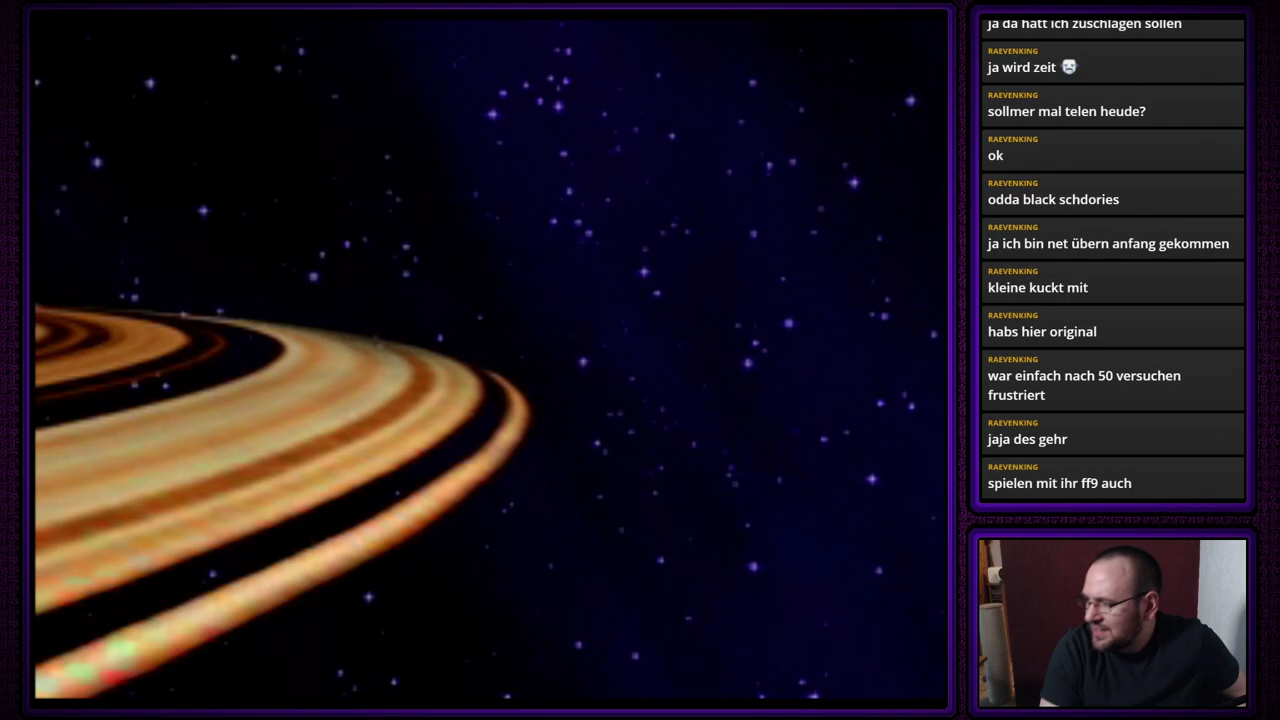 ja da hätt ich zuschlagen sollen
RAEVENKING
ja wird zeit
RAEVENKING
sollmer mal telen heude?
RAEVENKING
ok
RAEVENKING
odda black schdories
RAEVENKING
ja ich bin net übern anfang gekommen
RAEVENKING
kleine kuckt mit
RAEVENKING
habs hier original
RAEVENKING
war einfach nach 50 versuchen
frustriert
RAEVENKING
jaja des gehr
RAEVENKING
spielen mit ihr ff9 auch